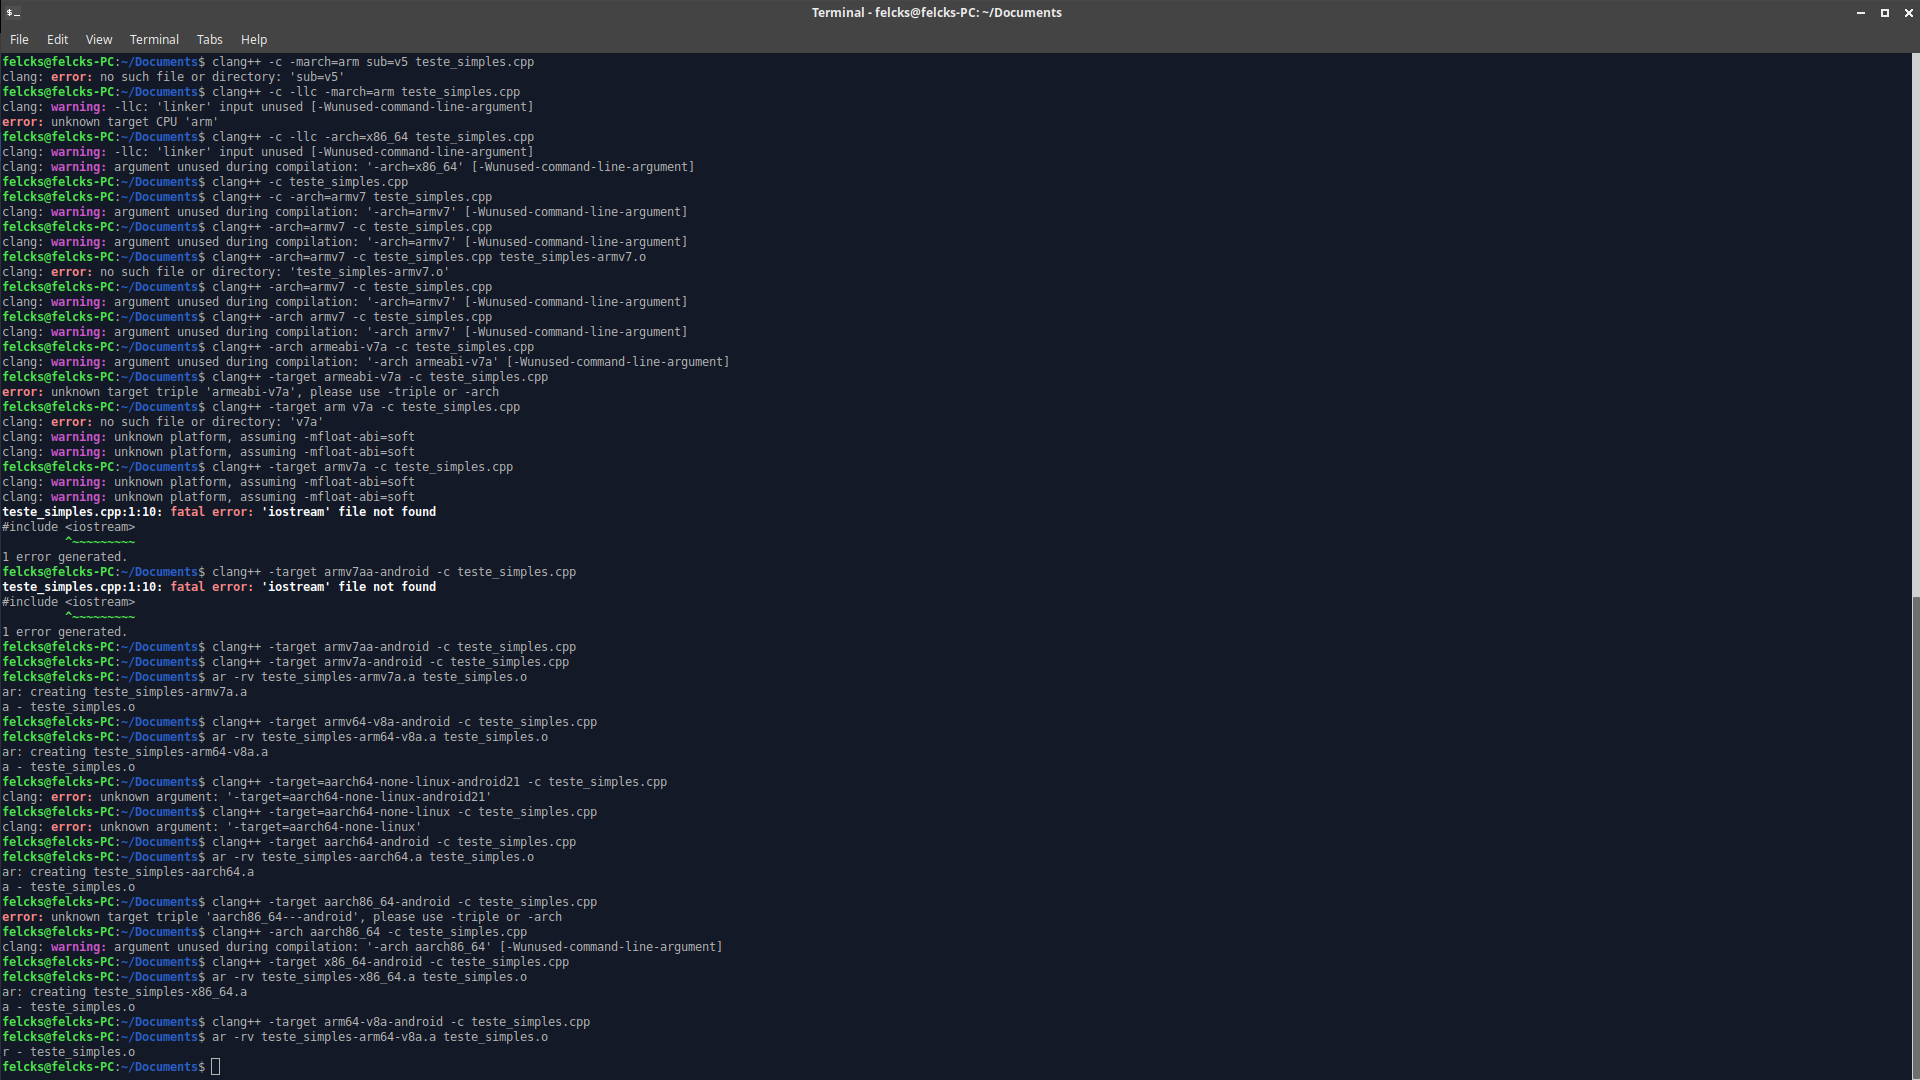 Terminal - felcks@felcks-PC: ~/Documents
File Edit View Terminal Tabs Help
felcks@felcks-PC:~/Documents$ clang++ -c -march=arm sub=v5 teste_simples.cpp
clang: error: no such file or directory: 'sub=v5'
felcks@felcks-PC:~/Documents$ clang++ -c -llc -march=arm teste_simples.cpp
clang: warning: -llc: 'linker' input unused [-Wunused-command-line-argument]
error: unknown target CPU 'arm'
felcks@felcks-PC:~/Documents$ clang++ -c -llc -arch=x86_64 teste_simples.cpp
clang: warning: -llc: 'linker' input unused [-Wunused-command-line-argument]
clang: warning: argument unused during compilation: '-arch=x86_64' [-Wunused-command-line-argument]
felcks@felcks-PC:~/Documents$ clang++ -c teste_simples.cpp
felcks@felcks-PC:~/Documents$ clang++ -c -arch=armv7 teste_simples.cpp
clang: warning: argument unused during compilation: '-arch=armv7' [-Wunused-command-line-argument]
felcks@felcks-PC:~/Documents$ clang++ -arch=armv7 -c teste_simples.cpp
clang: warning: argument unused during compilation: '-arch=armv7' [-Wunused-command-line-argument]
felcks@felcks-PC:~/Documents$ clang++ -arch=armv7 -c teste_simples.cpp teste_simples-armv7.o
clang: error: no such file or directory: 'teste_simples-armv7.o'
felcks@felcks-PC:~/Documents$ clang++ -arch=armv7 -c teste_simples.cpp
clang: warning: argument unused during compilation: '-arch=armv7' [-Wunused-command-line-argument]
felcks@felcks-PC:~/Documents$ clang++ -arch armv7 -c teste_simples.cpp
clang: warning: argument unused during compilation: '-arch armv7' [-Wunused-command-line-argument]
felcks@felcks-PC:~/Documents$ clang++ -arch armeabi-v7a -c teste_simples.cpp
clang: warning: argument unused during compilation: '-arch armeabi-v7a' [-Wunused-command-line-argument]
felcks@felcks-PC:~/Documents$ clang++ -target armeabi-v7a -c teste_simples.cpp
error: unknown target triple 'armeabi-v7a', please use -triple or -arch
felcks@felcks-PC:~/Documents$ clang++ -target arm v7a -c teste_simples.cpp
clang: error: no such file or directory: 'v7a'
clang: warning: unknown platform, assuming -mfloat-abi=soft
clang: warning: unknown platform, assuming -mfloat-abi=soft
felcks@felcks-PC:~/Documents$ clang++ -target armv7a -c teste_simples.cpp
clang: warning: unknown platform, assuming -mfloat-abi=soft
clang: warning: unknown platform, assuming -mfloat-abi=soft
teste_simples.cpp:1:10: fatal error: 'iostream' file not found
#include <iostream>
         ^~~~~~~~~~
1 error generated.
felcks@felcks-PC:~/Documents$ clang++ -target armv7aa-android -c teste_simples.cpp
teste_simples.cpp:1:10: fatal error: 'iostream' file not found
#include <iostream>
         ^~~~~~~~~~
1 error generated.
felcks@felcks-PC:~/Documents$ clang++ -target armv7aa-android -c teste_simples.cpp
felcks@felcks-PC:~/Documents$ clang++ -target armv7a-android -c teste_simples.cpp
felcks@felcks-PC:~/Documents$ ar -rv teste_simples-armv7a.a teste_simples.o
ar: creating teste_simples-armv7a.a
a - teste_simples.o
felcks@felcks-PC:~/Documents$ clang++ -target armv64-v8a-android -c teste_simples.cpp
felcks@felcks-PC:~/Documents$ ar -rv teste_simples-arm64-v8a.a teste_simples.o
ar: creating teste_simples-arm64-v8a.a
a - teste_simples.o
felcks@felcks-PC:~/Documents$ clang++ -target=aarch64-none-linux-android21 -c teste_simples.cpp
clang: error: unknown argument: '-target=aarch64-none-linux-android21'
felcks@felcks-PC:~/Documents$ clang++ -target=aarch64-none-linux -c teste_simples.cpp
clang: error: unknown argument: '-target=aarch64-none-linux'
felcks@felcks-PC:~/Documents$ clang++ -target aarch64-android -c teste_simples.cpp
felcks@felcks-PC:~/Documents$ ar -rv teste_simples-aarch64.a teste_simples.o
ar: creating teste_simples-aarch64.a
a - teste_simples.o
felcks@felcks-PC:~/Documents$ clang++ -target aarch86_64-android -c teste_simples.cpp
error: unknown target triple 'aarch86_64---android', please use -triple or -arch
felcks@felcks-PC:~/Documents$ clang++ -arch aarch86_64 -c teste_simples.cpp
clang: warning: argument unused during compilation: '-arch aarch86_64' [-Wunused-command-line-argument]
felcks@felcks-PC:~/Documents$ clang++ -target x86_64-android -c teste_simples.cpp
felcks@felcks-PC:~/Documents$ ar -rv teste_simples-x86_64.a teste_simples.o
ar: creating teste_simples-x86_64.a
a - teste_simples.o
felcks@felcks-PC:~/Documents$ clang++ -target arm64-v8a-android -c teste_simples.cpp
felcks@felcks-PC:~/Documents$ ar -rv teste_simples-arm64-v8a.a teste_simples.o
r - teste_simples.o
felcks@felcks-PC:~/Documents$